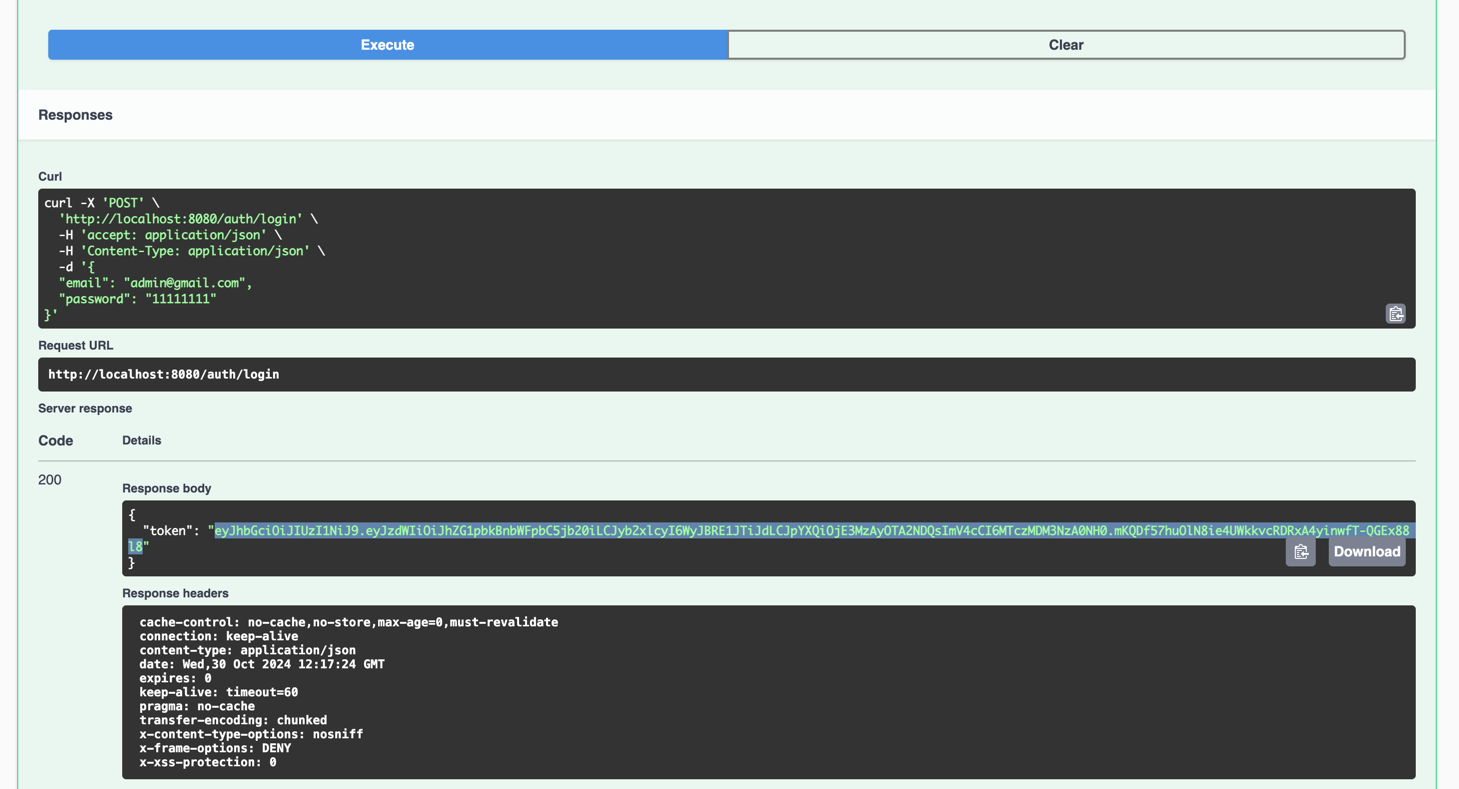 Execute
Clear
Responses
Curl
curl -X 'POST' \
'http://localhost:8080/auth/login' \
-H 'accept: application/json' \
-H 'Content-Type: application/json' \
-d '{
"email": "admin@gmail.com",
"password": "11111111"
}'
Request URL
http://localhost:8080/auth/login
Server response
Code Details
200
Response body
{
"token": "eyJhbGciOiJIUzI1NiJ9.eyJzdWIiOiJhZG1pbkBnbWFpbC5jb20iLCJyb2xlcyI6WyJBRE1JTiJdLCJpYXQiOjE3MzAyOTA2NDQsImV4cCI6MTczMDM3NzA0NH0.mKQDf57huOlN8ie4UWkkvcRDRxA4yinwfT-QGEx88
l8"
}
Download
Response headers
cache-control: no-cache,no-store,max-age=0,must-revalidate
connection: keep-alive
content-type: application/json
date: Wed,30 Oct 2024 12:17:24 GMT
expires: 0
keep-alive: timeout=60
pragma: no-cache
transfer-encoding: chunked
x-content-type-options: nosniff
x-frame-options: DENY
x-xss-protection: 0